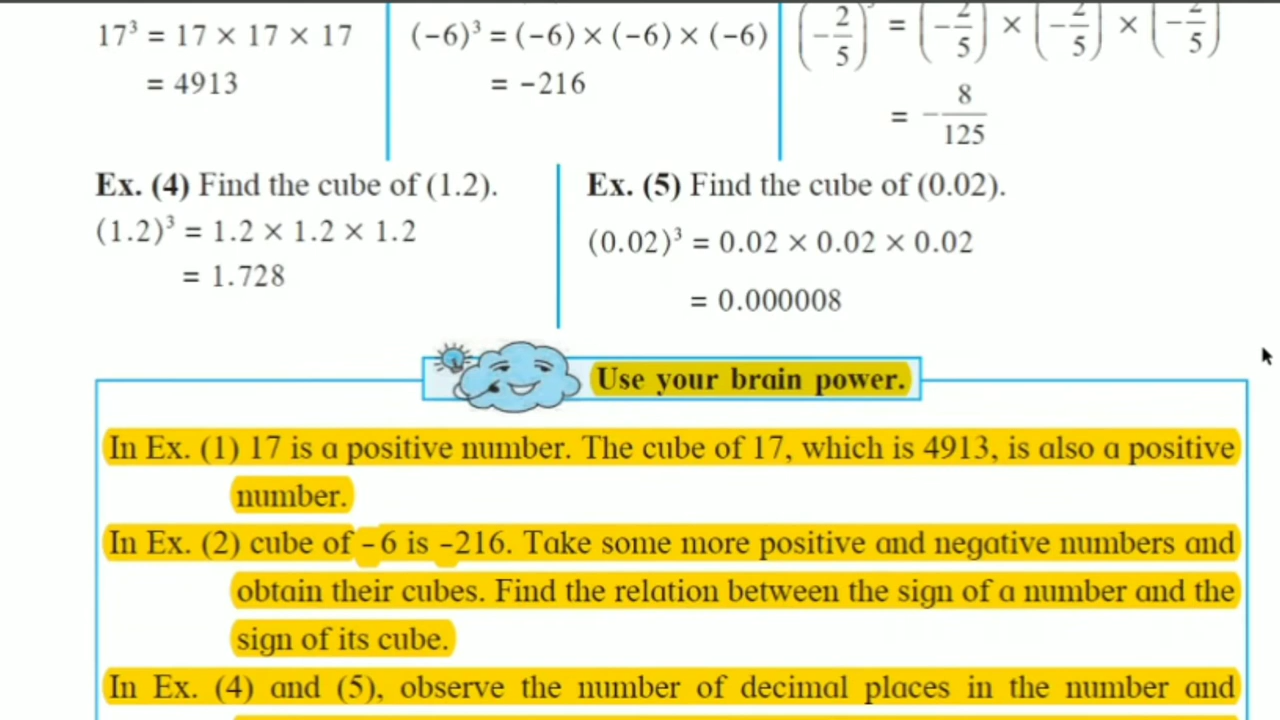 17³ = 17 × 17 × 17
= 4913
(−6)³ = (−6) × (−6) × (−6)
= −216
(−2/5)³ = (−2/5) × (−2/5) × (−2/5)
= −8/125
Ex. (4) Find the cube of (1.2).
(1.2)³ = 1.2 × 1.2 × 1.2
= 1.728
Ex. (5) Find the cube of (0.02).
(0.02)³ = 0.02 × 0.02 × 0.02
= 0.000008
Use your brain power.
In Ex. (1) 17 is a positive number. The cube of 17, which is 4913, is also a positive
number.
In Ex. (2) cube of −6 is −216. Take some more positive and negative numbers and
obtain their cubes. Find the relation between the sign of a number and the
sign of its cube.
In Ex. (4) and (5), observe the number of decimal places in the number and